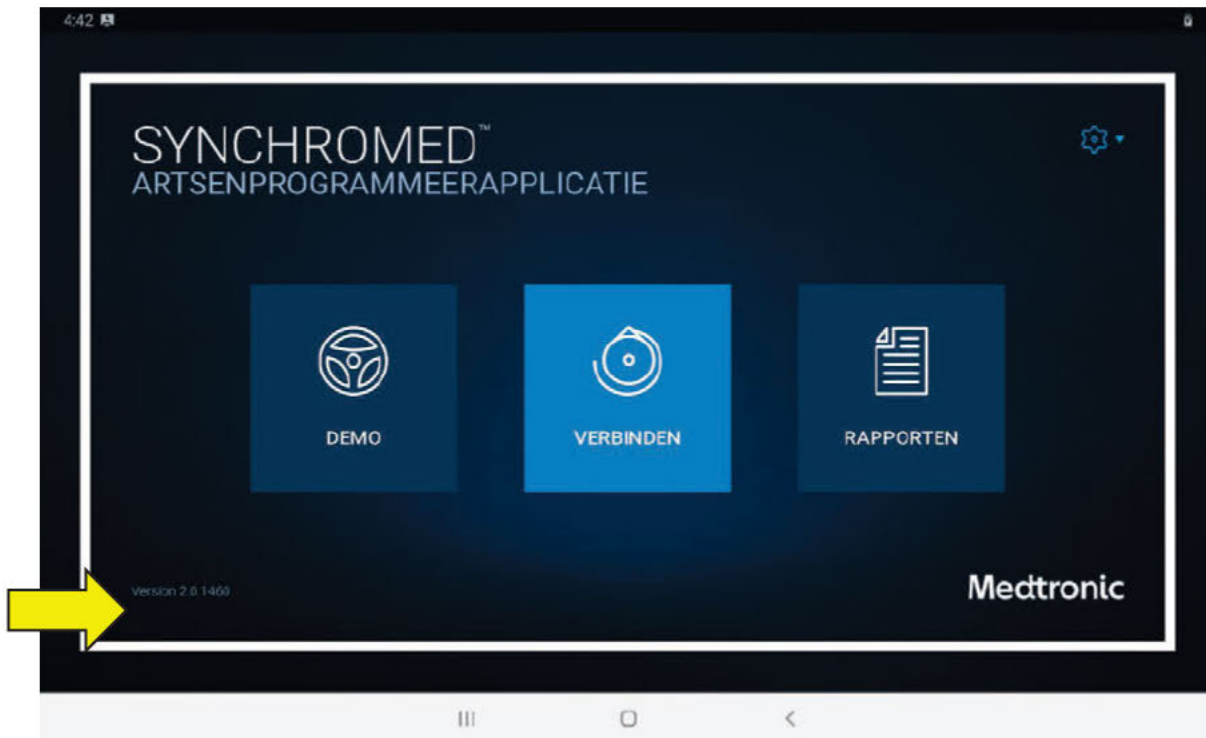 4:42
SYNCHROMED™
ARTSENPROGRAMMEERAPPLICATIE
DEMO
VERBINDEN
RAPPORTEN
Version 2.0.1460
Medtronic